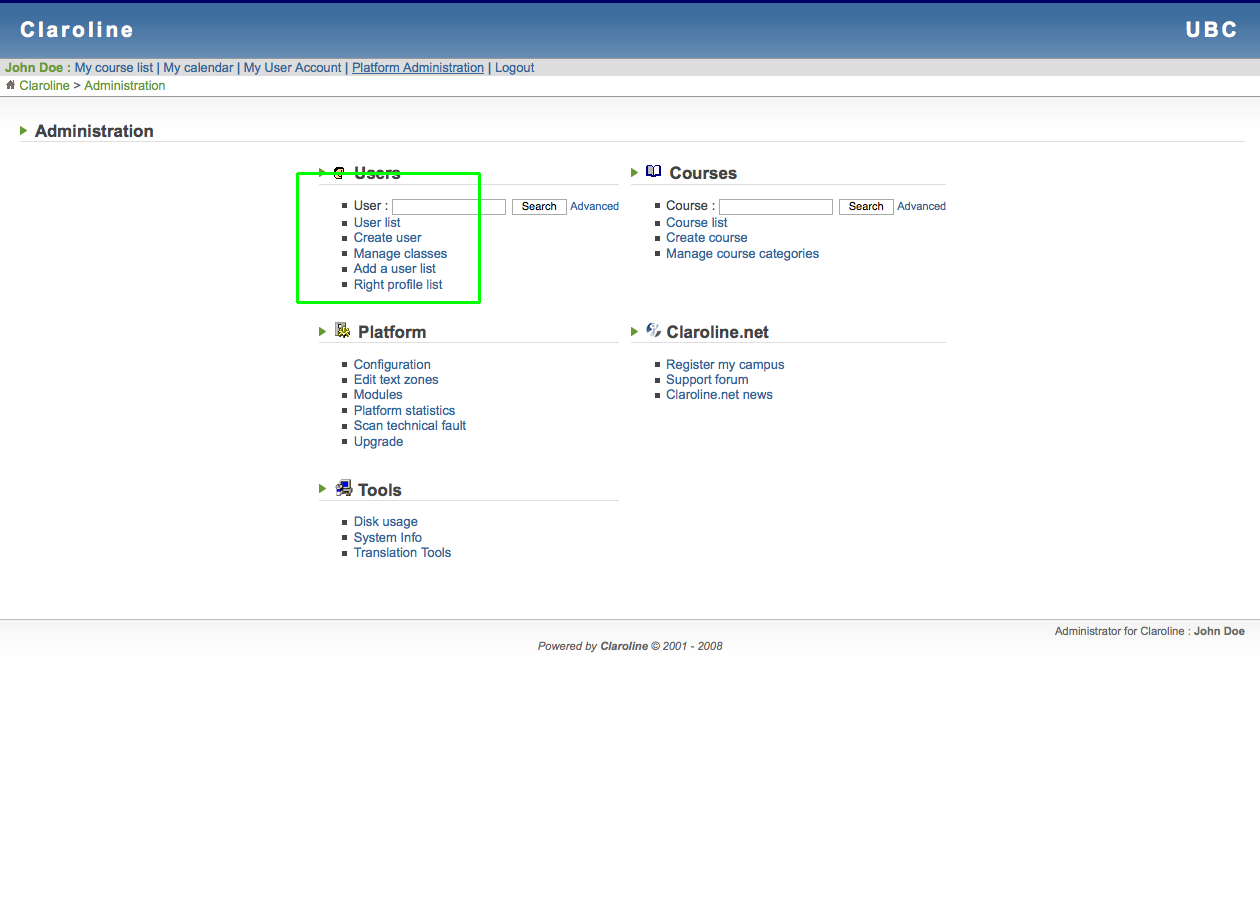 Claroline UBC
John Doe : My course list | My calendar | My User Account | Platform Administration | Logout
Claroline > Administration
Administration
Users
User : Search Advanced
User list
Create user
Manage classes
Add a user list
Right profile list
Courses
Course : Search Advanced
Course list
Create course
Manage course categories
Platform
Configuration
Edit text zones
Modules
Platform statistics
Scan technical fault
Upgrade
Claroline.net
Register my campus
Support forum
Claroline.net news
Tools
Disk usage
System Info
Translation Tools
Administrator for Claroline : John Doe
Powered by Claroline © 2001 - 2008